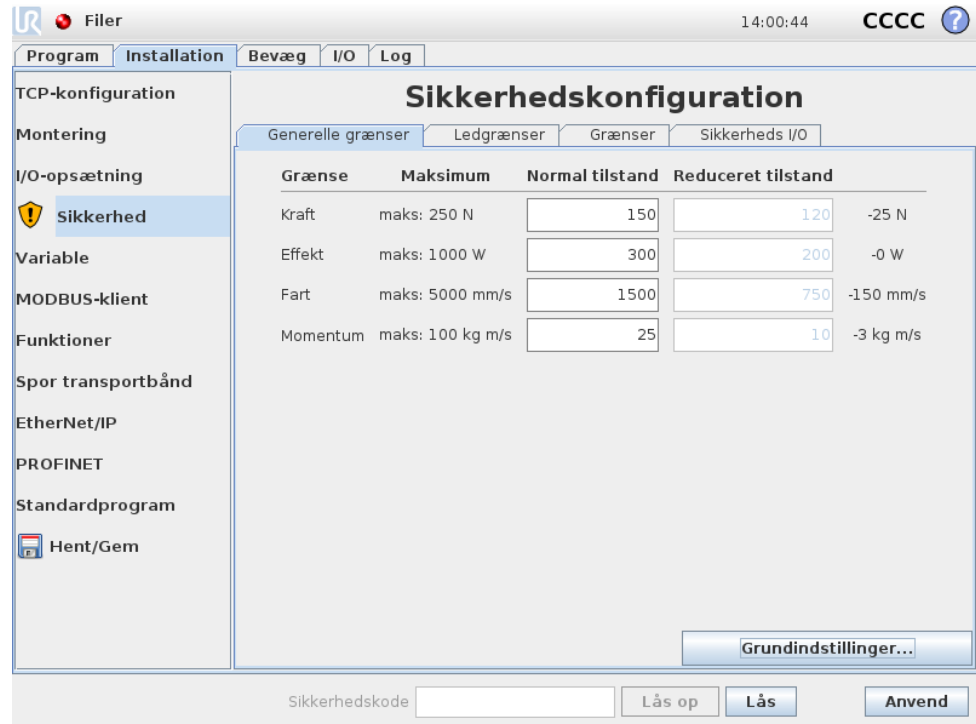 UR Filer 14:00:44 CCCC ?
Program Installation Bevæg I/O Log
TCP-konfiguration
Montering
I/O-opsætning
Sikkerhed
Variable
MODBUS-klient
Funktioner
Spor transportbånd
EtherNet/IP
PROFINET
Standardprogram
Hent/Gem
Sikkerhedskonfiguration
Generelle grænser Ledgrænser Grænser Sikkerheds I/O
Grænse Maksimum Normal tilstand Reduceret tilstand
Kraft maks: 250 N 150 120 -25 N
Effekt maks: 1000 W 300 200 -0 W
Fart maks: 5000 mm/s 1500 750 -150 mm/s
Momentum maks: 100 kg m/s 25 10 -3 kg m/s
Grundindstillinger...
Sikkerhedskode Lås op Lås Anvend